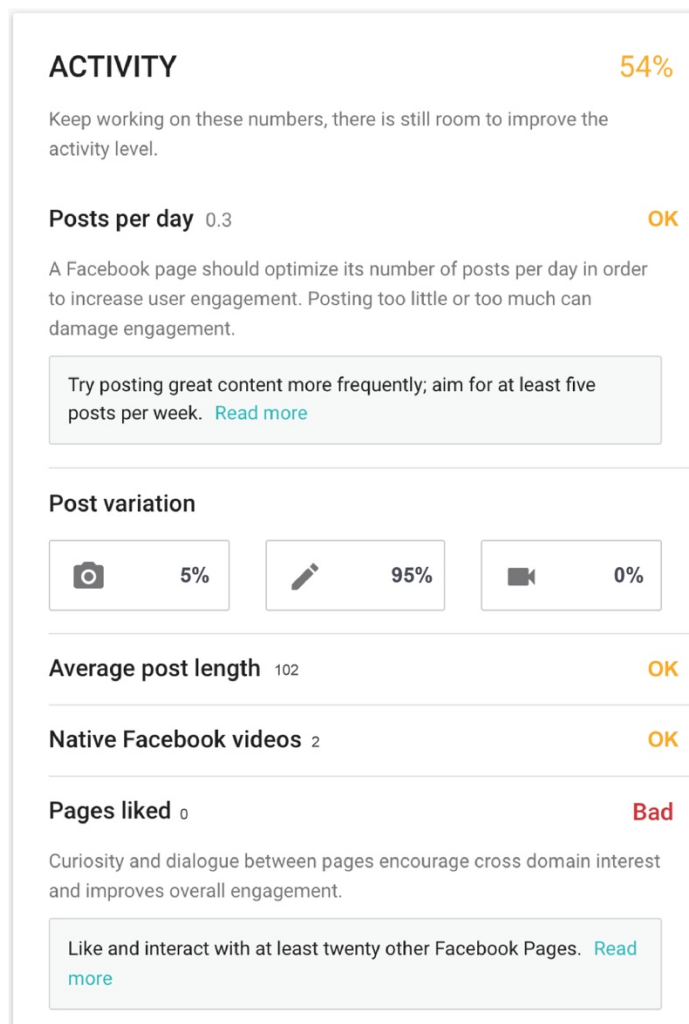 ACTIVITY 54%
Keep working on these numbers, there is still room to improve the
activity level.
Posts per day 0.3 OK
A Facebook page should optimize its number of posts per day in order
to increase user engagement. Posting too little or too much can
damage engagement.
Try posting great content more frequently; aim for at least five
posts per week. Read more
Post variation
5% 95% 0%
Average post length 102 OK
Native Facebook videos 2 OK
Pages liked 0 Bad
Curiosity and dialogue between pages encourage cross domain interest
and improves overall engagement.
Like and interact with at least twenty other Facebook Pages. Read
more